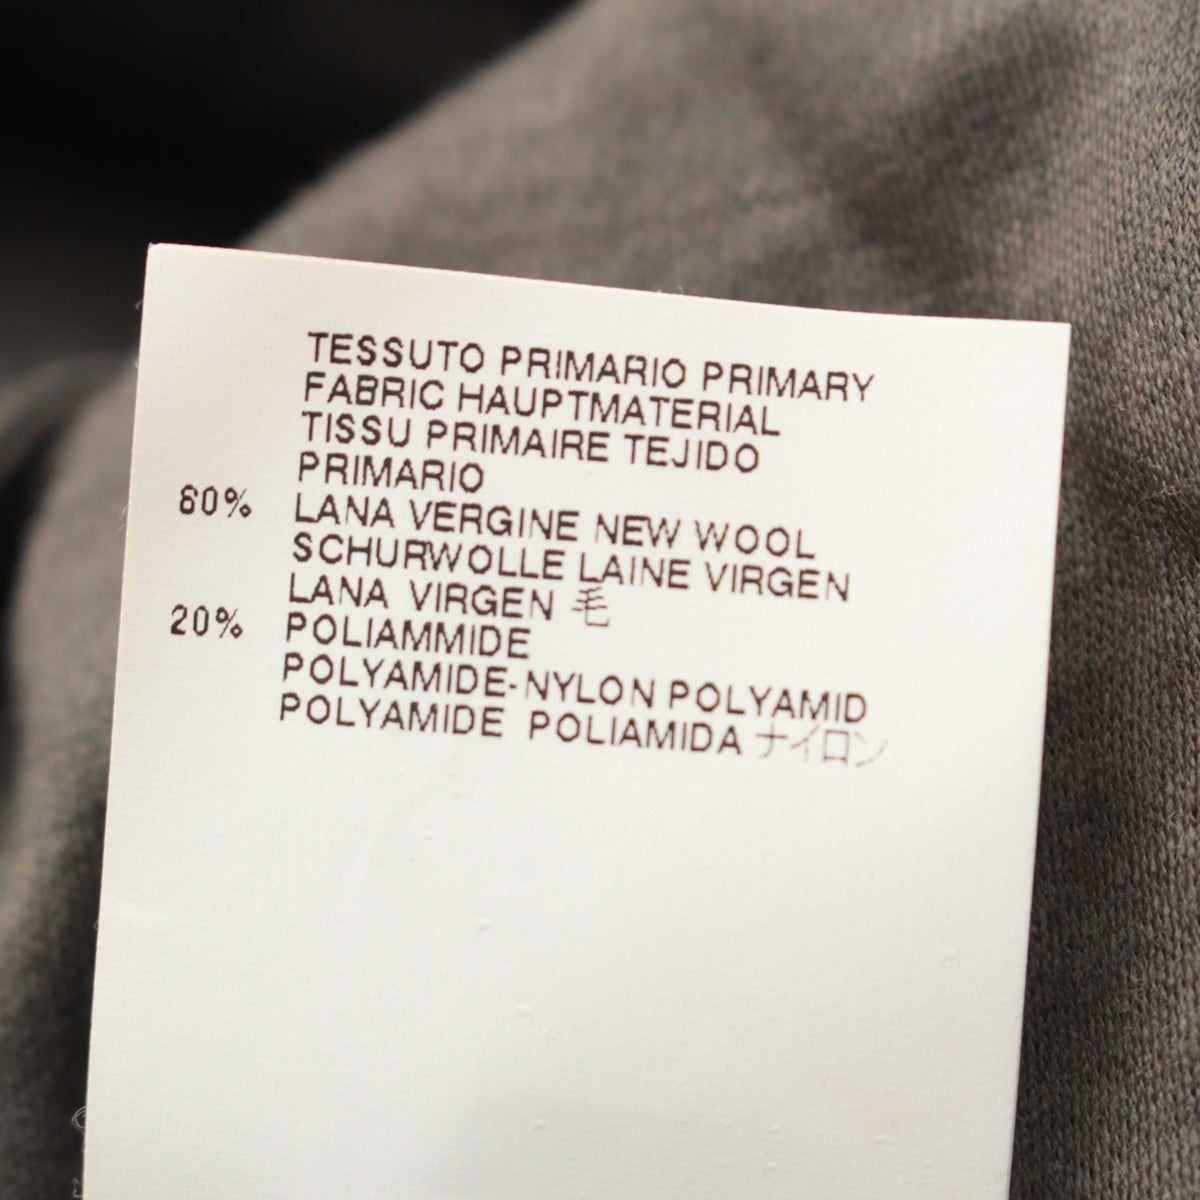 TESSUTO PRIMARIO PRIMARY
FABRIC HAUPTMATERIAL
TISSU PRIMAIRE TEJIDO
PRIMARIO
80% LANA VERGINE NEW WOOL
SCHURWOLLE LAINE VIRGEN
LANA VIRGEN 毛
20% POLIAMMIDE
POLYAMIDE-NYLON POLYAMID
POLYAMIDE POLIAMIDA ナイロン